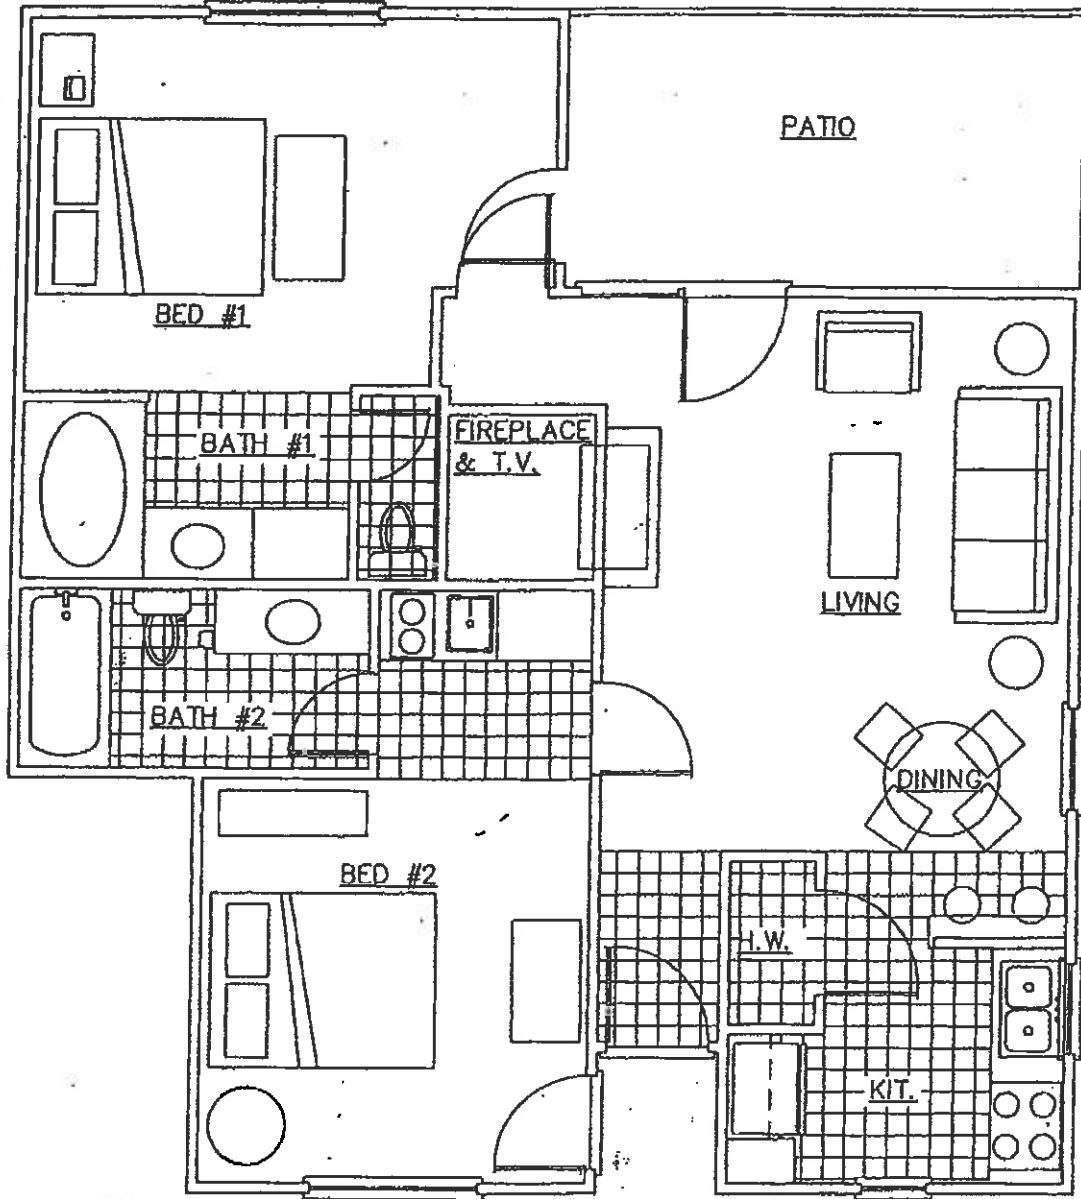 PATIO
BED #1
BATH #1
FIREPLACE
& T.V.
LIVING
BATH #2
DINING
BED #2
H.W.
KIT.